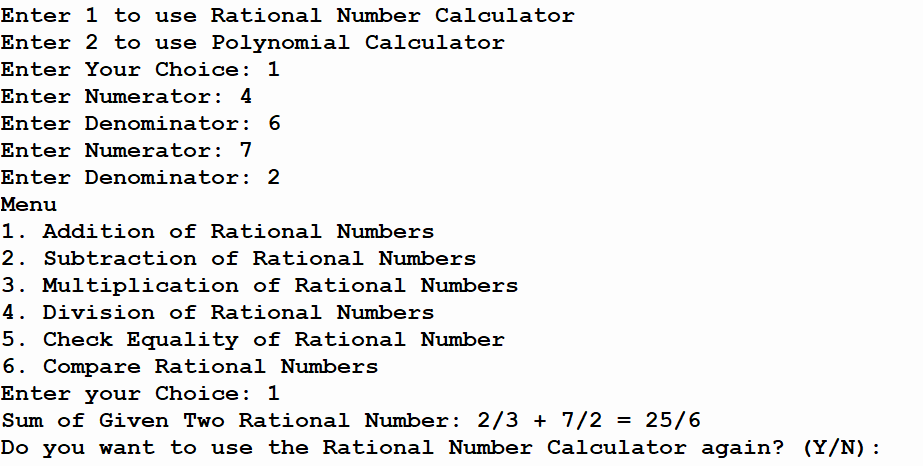 Enter 1 to use Rational Number Calculator
Enter 2 to use Polynomial Calculator
Enter Your Choice: 1
Enter Numerator: 4
Enter Denominator: 6
Enter Numerator: 7
Enter Denominator: 2
Menu
1. Addition of Rational Numbers
2. Subtraction of Rational Numbers
3. Multiplication of Rational Numbers
4. Division of Rational Numbers
5. Check Equality of Rational Number
6. Compare Rational Numbers
Enter your Choice: 1
Sum of Given Two Rational Number: 2/3 + 7/2 = 25/6
Do you want to use the Rational Number Calculator again? (Y/N):